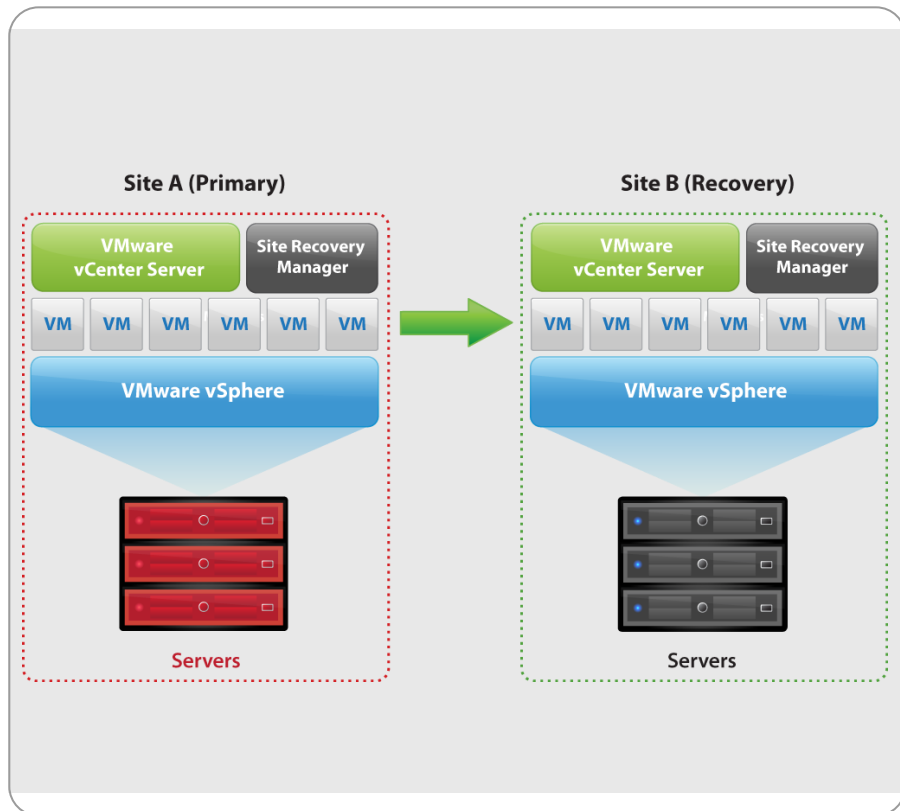 Site A (Primary)
VMware
vCenter Server
Site Recovery
Manager
VM VM VM VM VM VM
VMware vSphere
Servers
Site B (Recovery)
VMware
vCenter Server
Site Recovery
Manager
VM VM VM VM VM VM
VMware vSphere
Servers